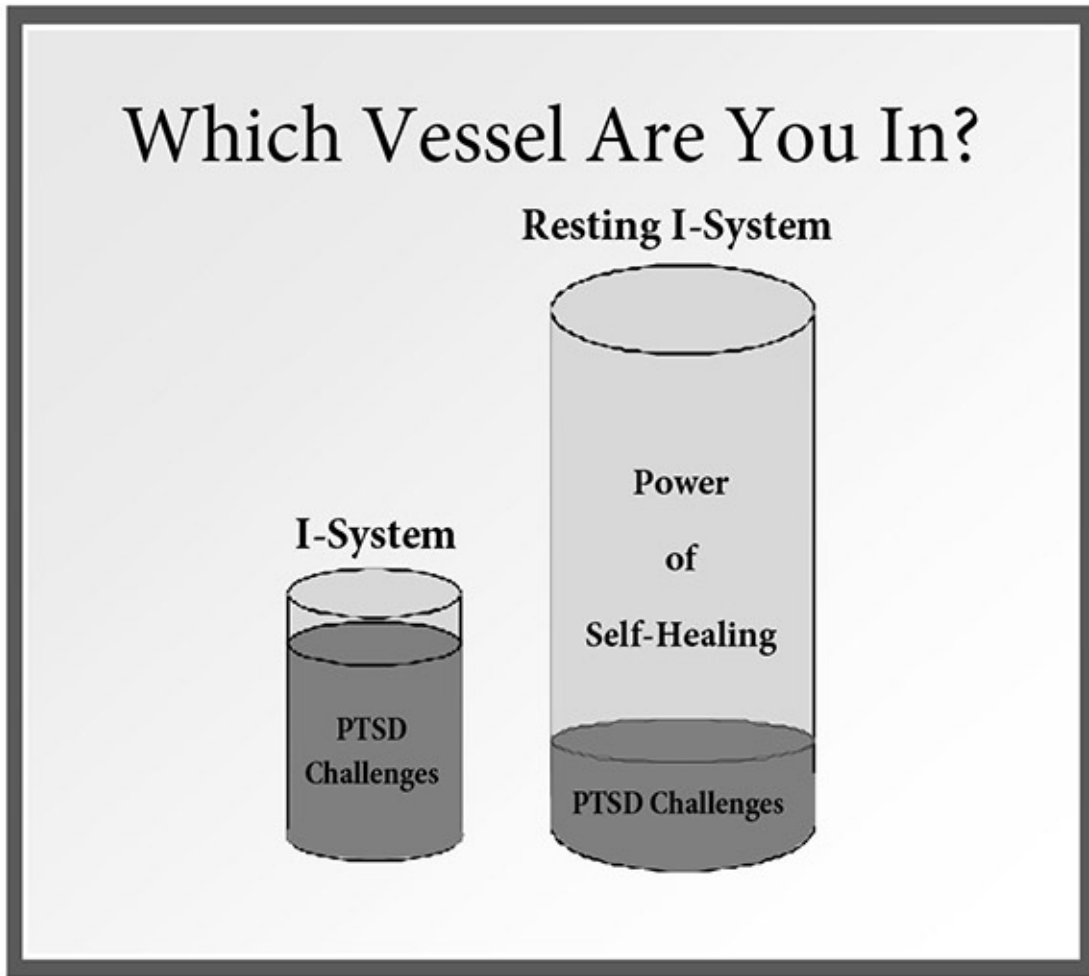 Which Vessel Are You In?
Resting I-System
Power
of
Self-Healing
PTSD Challenges
I-System
PTSD
Challenges